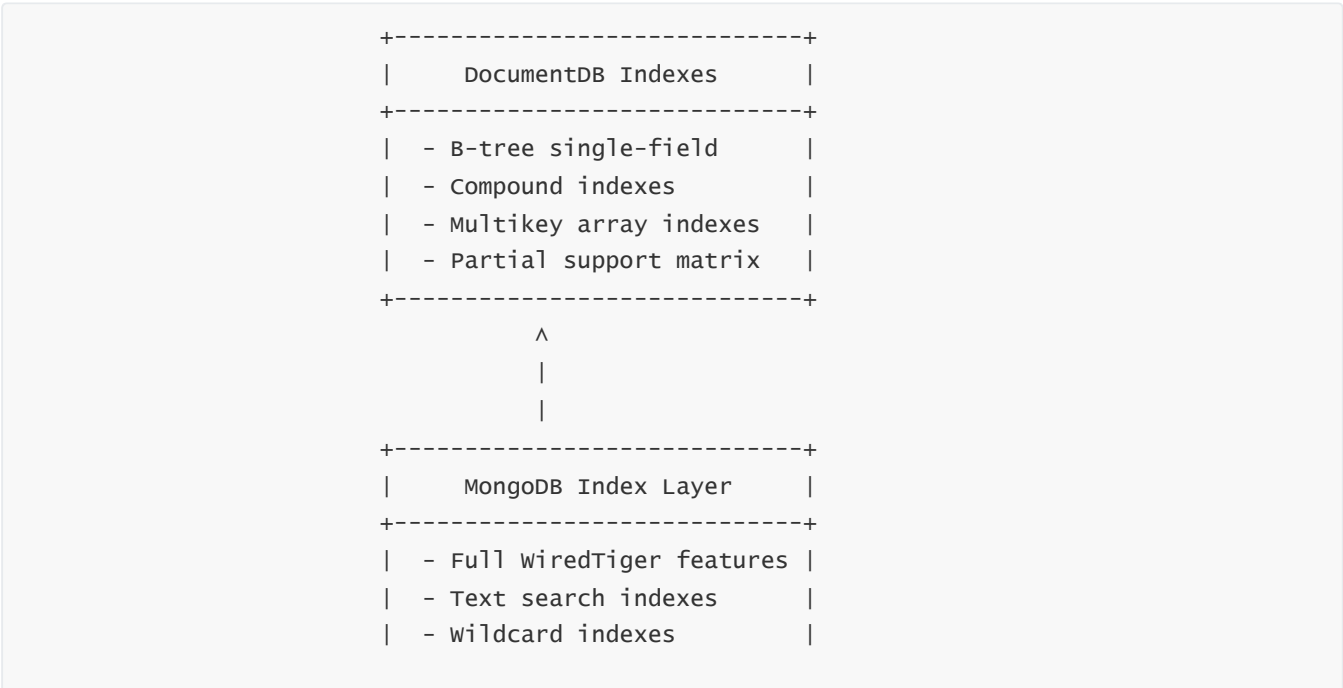 +-----------------------------+
|     DocumentDB Indexes      |
+-----------------------------+
|  - B-tree single-field      |
|  - Compound indexes         |
|  - Multikey array indexes   |
|  - Partial support matrix   |
+-----------------------------+
           ^
           |
           |
+-----------------------------+
|     MongoDB Index Layer     |
+-----------------------------+
|  - Full WiredTiger features |
|  - Text search indexes      |
|  - Wildcard indexes         |